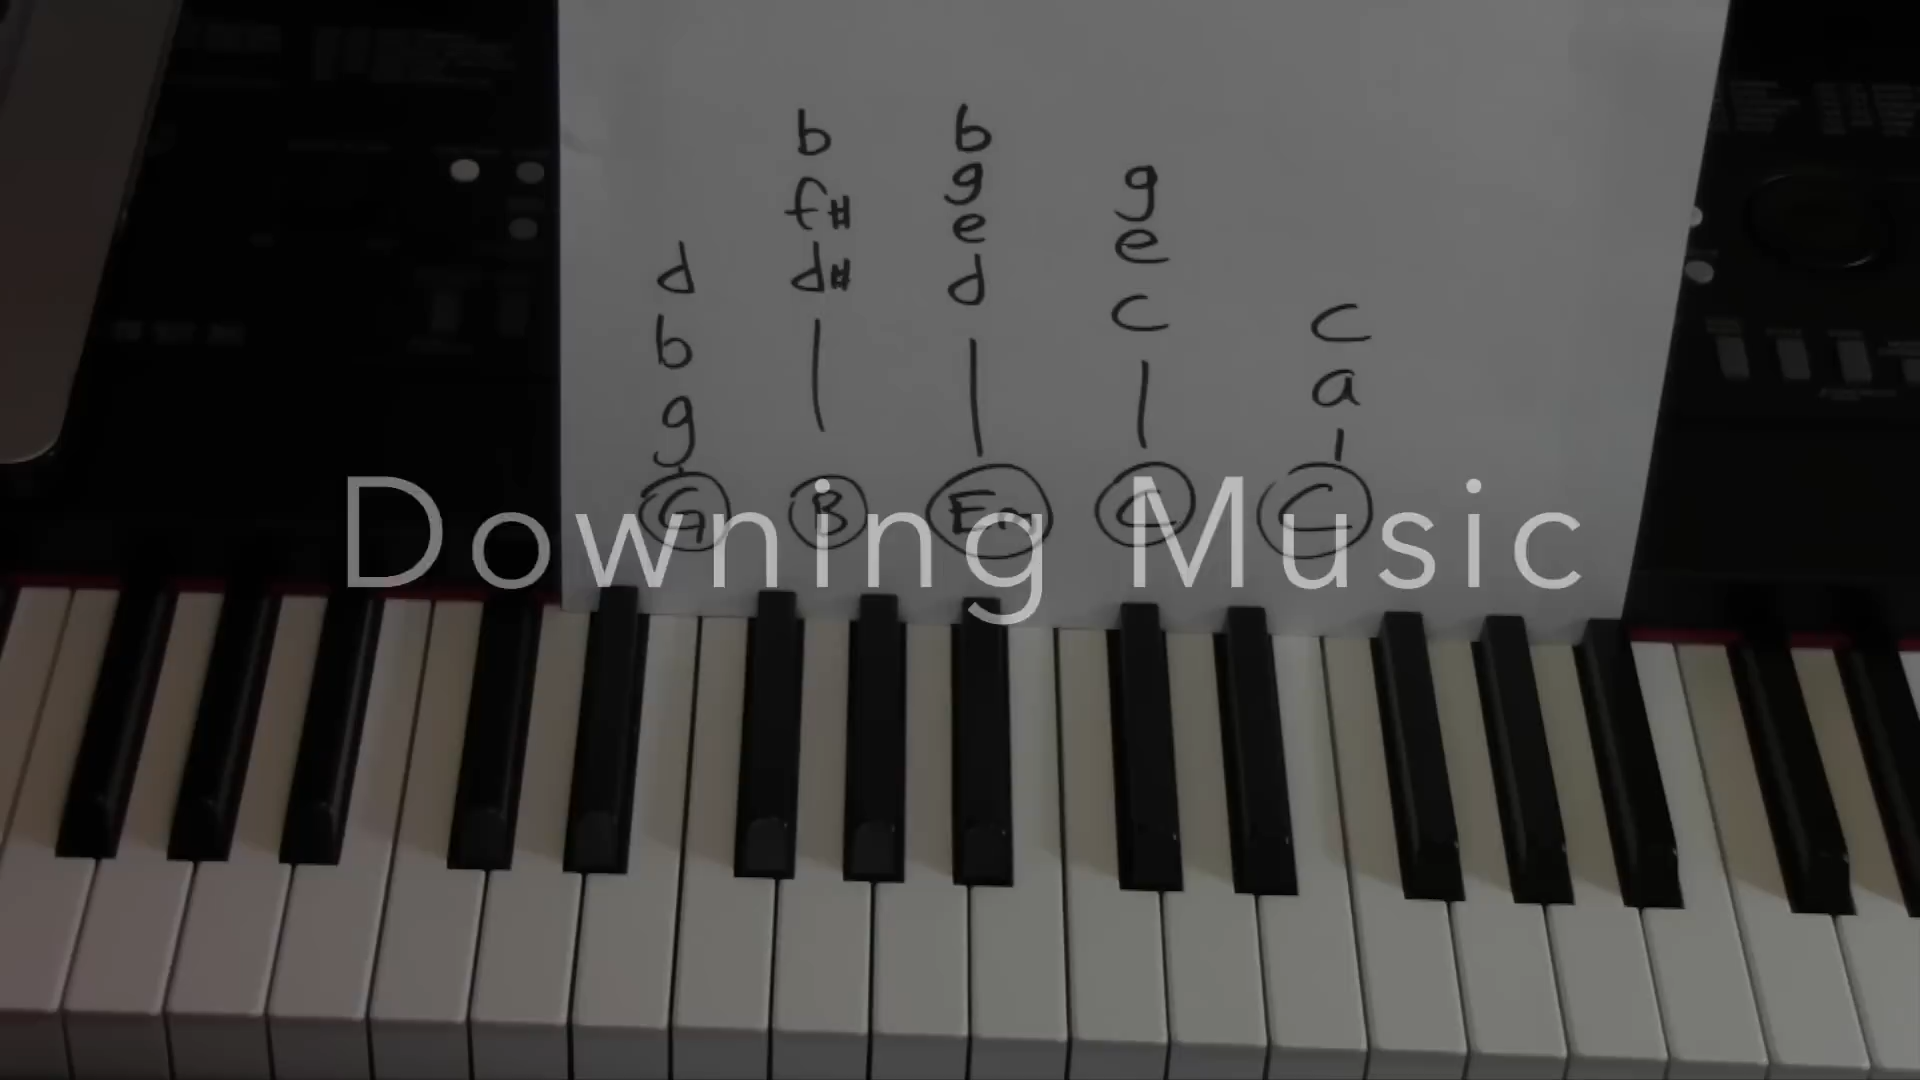 b b
f# g g
d d# e e
b d c c
g a
G B Em C C
Downing Music